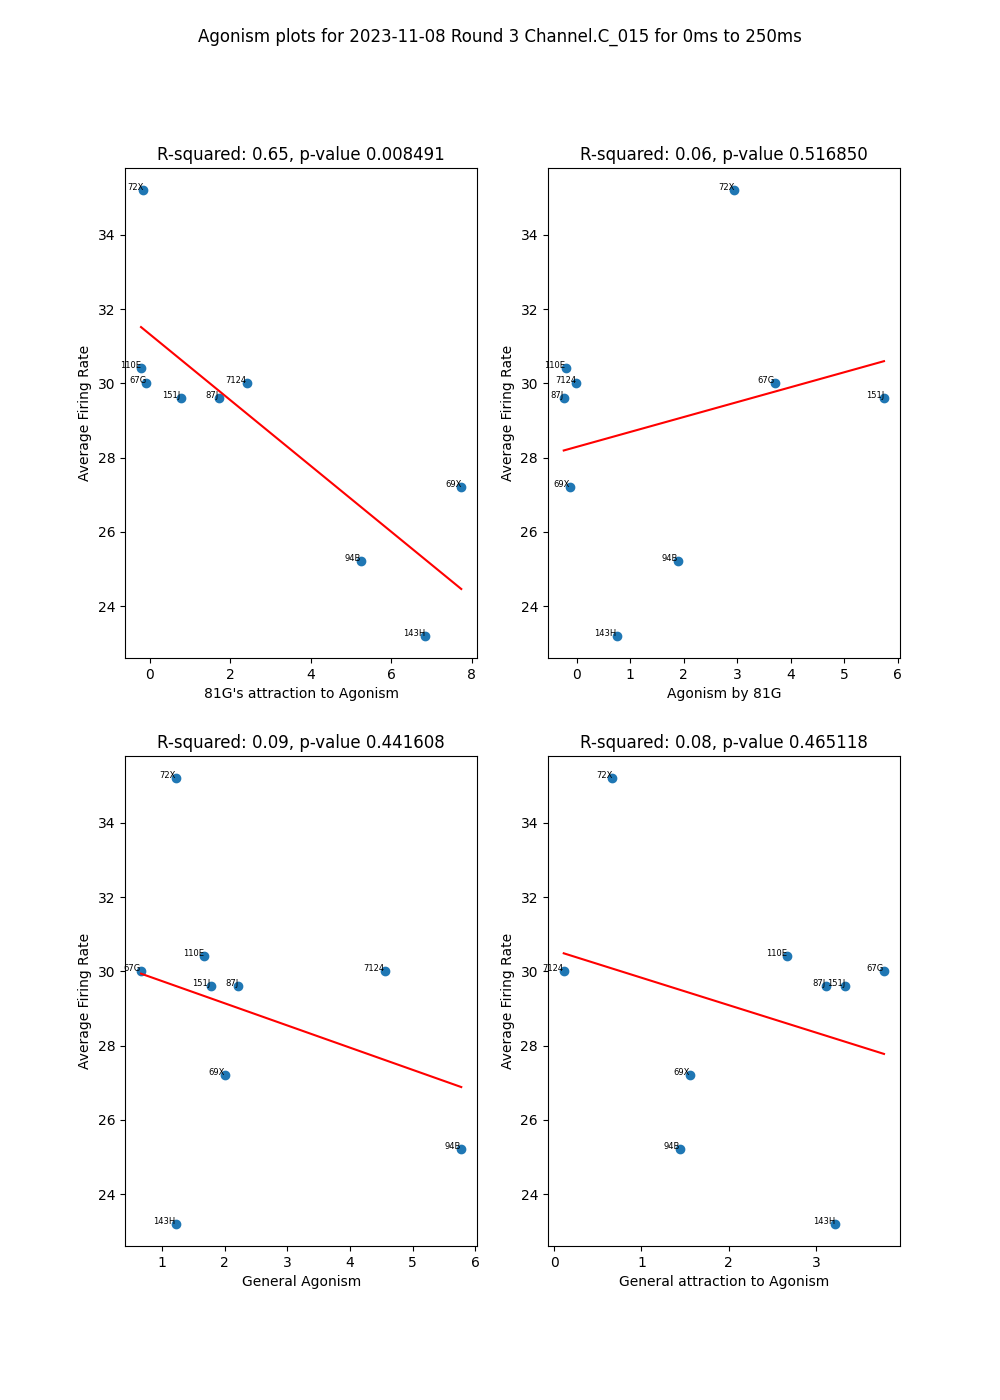 Agonism plots for 2023-11-08 Round 3 Channel.C_015 for 0ms to 250ms
R-squared: 0.65, p-value 0.008491
72X
34
32
110E
67G
7124
30
151J
87J
28
69X
26
94B
24
143H
Average Firing Rate
0 2 4 6 8
81G's attraction to Agonism
R-squared: 0.06, p-value 0.516850
72X
34
32
110E
7124
67G
30
87J
151J
28
69X
26
94B
24
143H
Average Firing Rate
0 1 2 3 4 5 6
Agonism by 81G
R-squared: 0.09, p-value 0.441608
72X
34
32
110E
67G
7124
30
151J
87J
28
69X
26
94B
24
143H
Average Firing Rate
1 2 3 4 5 6
General Agonism
R-squared: 0.08, p-value 0.465118
72X
34
32
110E
7124
67G
30
87J
151J
28
69X
26
94B
24
143H
Average Firing Rate
0 1 2 3
General attraction to Agonism